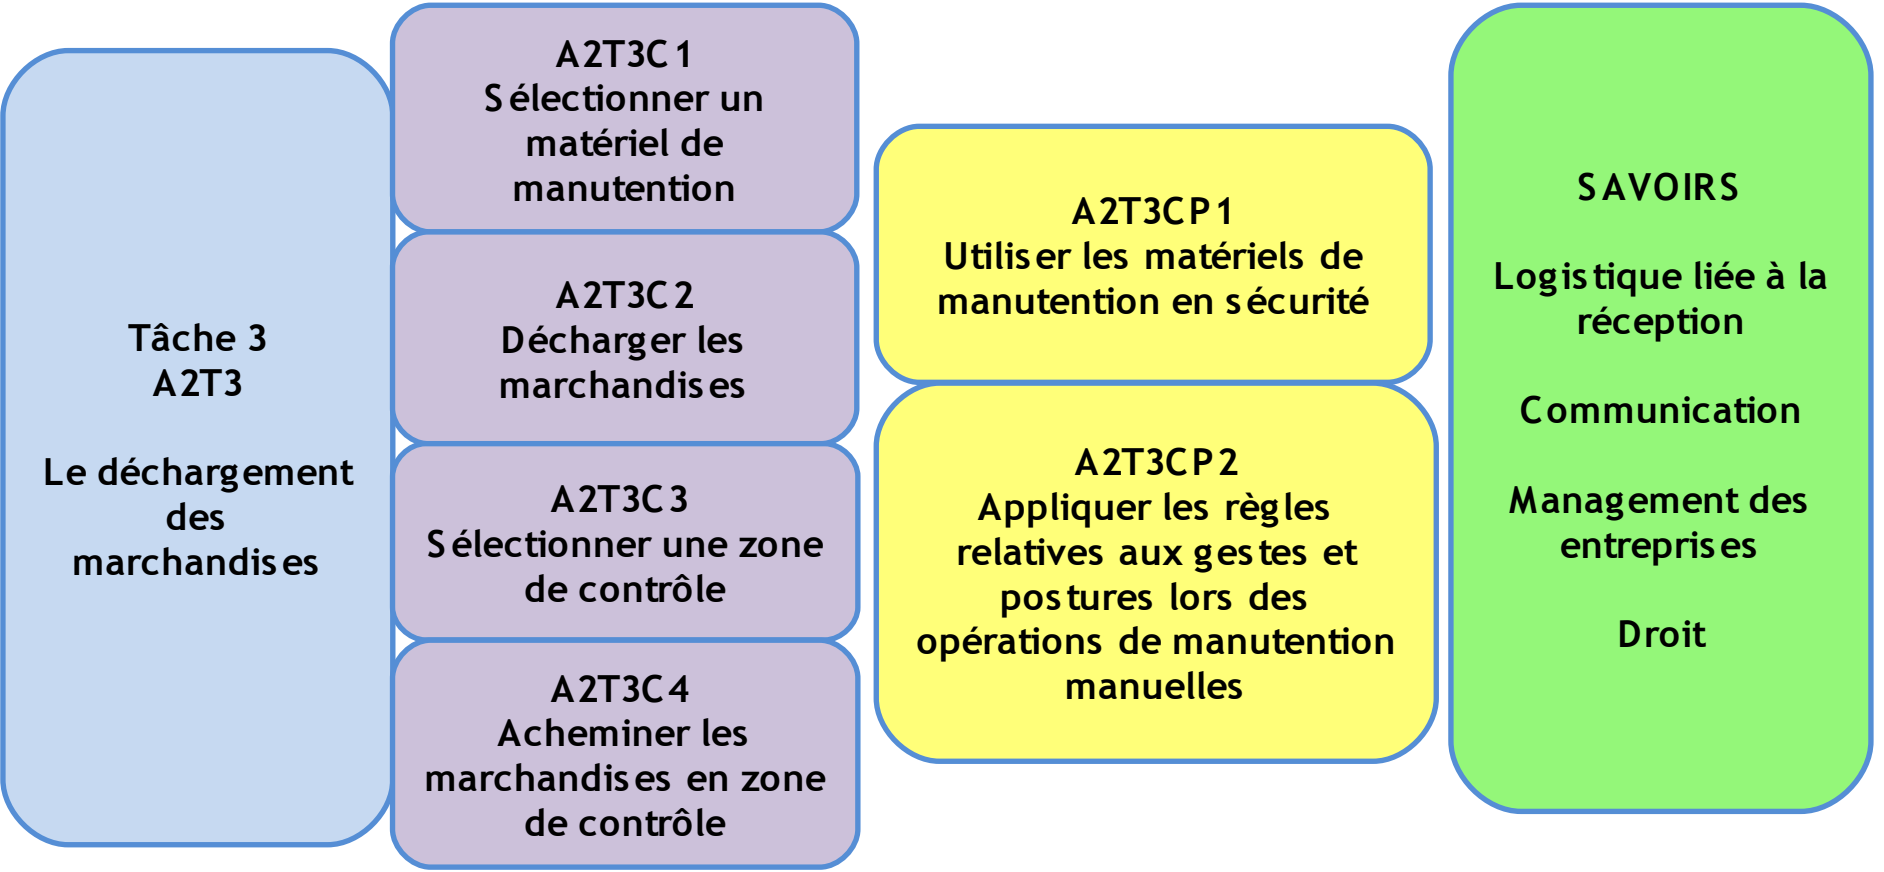 Tâche 3
A2T3
Le déchargement
des
marchandises
A2T3C1
Sélectionner un
matériel de
manutention
A2T3C2
Décharger les
marchandises
A2T3C3
Sélectionner une zone
de contrôle
A2T3C4
Acheminer les
marchandises en zone
de contrôle
A2T3CP1
Utiliser les matériels de
manutention en sécurité
A2T3CP2
Appliquer les règles
relatives aux gestes et
postures lors des
opérations de manutention
manuelles
SAVOIRS
Logistique liée à la
réception
Communication
Management des
entreprises
Droit